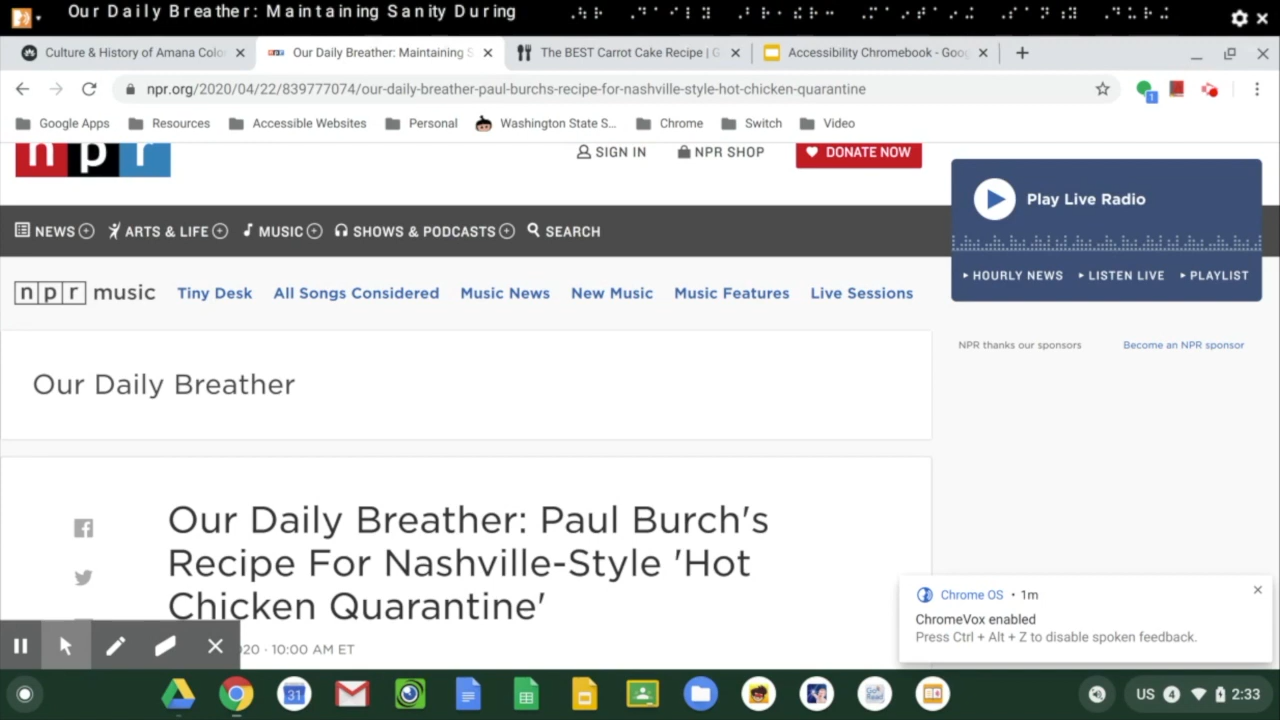 Our Daily Breather: Maintaining Sanity During
Culture & History of Amana Colo
Our Daily Breather: Maintaining S
The BEST Carrot Cake Recipe | G
Accessibility Chromebook - Goog
npr.org/2020/04/22/839777074/our-daily-breather-paul-burchs-recipe-for-nashville-style-hot-chicken-quarantine
1
Google Apps
Resources
Accessible Websites
Personal
Washington State S...
Chrome
Switch
Video
npr
SIGN IN
NPR SHOP
DONATE NOW
Play Live Radio
NEWS
ARTS & LIFE
MUSIC
SHOWS & PODCASTS
SEARCH
HOURLY NEWS
LISTEN LIVE
PLAYLIST
npr music
Tiny Desk
All Songs Considered
Music News
New Music
Music Features
Live Sessions
NPR thanks our sponsors
Become an NPR sponsor
Our Daily Breather
Our Daily Breather: Paul Burch's
Recipe For Nashville-Style 'Hot
Chicken Quarantine'
20 · 10:00 AM ET
Chrome OS • 1m
ChromeVox enabled
Press Ctrl + Alt + Z to disable spoken feedback.
31
US
4
2:33